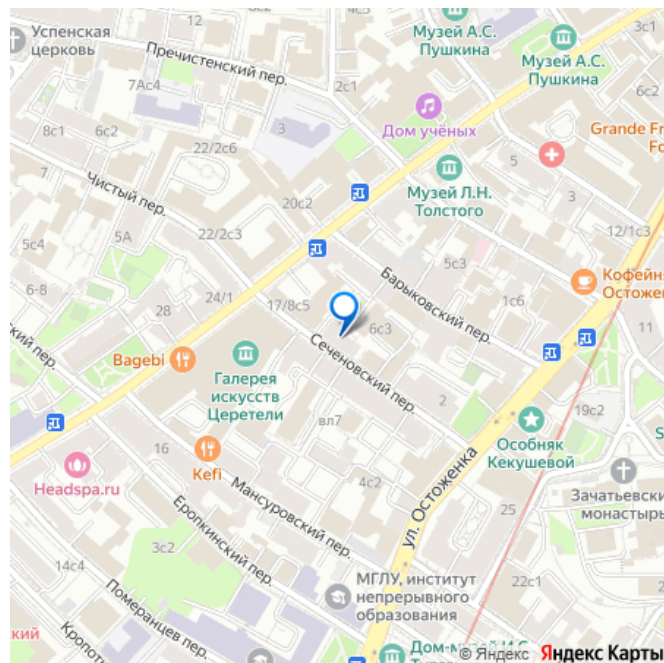 6с2
12
Музей А.С.
Пушкина
3с1
Успенская
церковь
Пречистенский пер.
Музей А.С.
Пушкина
7Ас4
2с1
6с2
Дом учёных
Grande
8с1
6с2
22/2с6
3
5
7
Музей Л.Н.
Толстого
3
Чистый пер.
20с2
12/1с3
5А
22/2с3
5с4
5с3
Кофейня
Барыковский пер.
6-8
28
24/1
17/8с5
1с6
6с3
11
Bagebi
Сеченовский пер.
Галерея
искусств
Церетели
2
19с2
вл7
Особняк
Кекушевой
16
Kefi
ул. Остоженка
Headspa.ru
4с2
Зачатьевский
монастырь
Мансуровский пер.
25
3с2
Еропкинский пер.
14с4
22с1
МГЛУ, институт
непрерывного
образования
Померанцев пер.
© Яндекс Яндекс Карты